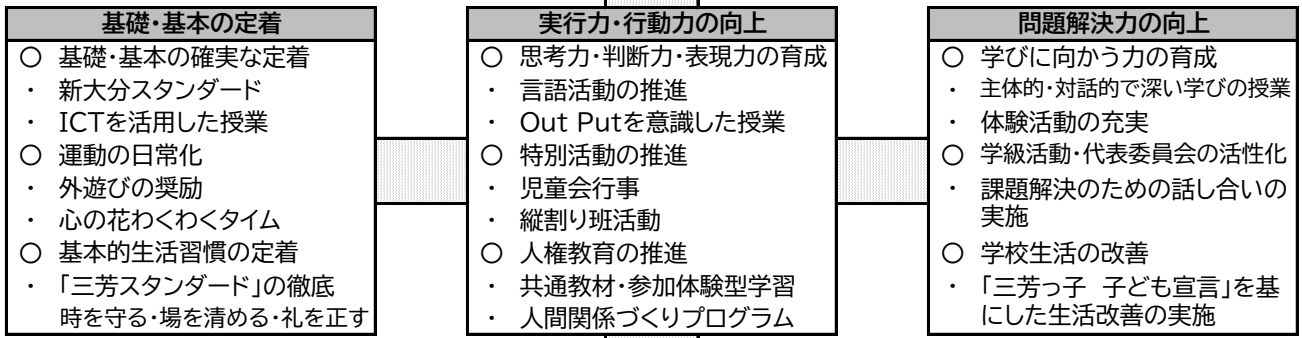 基礎・基本の定着
○ 基礎・基本の確実な定着
・ 新大分スタンダード
・ ICTを活用した授業
○ 運動の日常化
・ 外遊びの奨励
・ 心の花わくわくタイム
○ 基本的生活習慣の定着
・ 「三芳スタンダード」の徹底
時を守る・場を清める・礼を正す
実行力・行動力の向上
○ 思考力・判断力・表現力の育成
・ 言語活動の推進
・ Out Putを意識した授業
○ 特別活動の推進
・ 児童会行事
・ 縦割り班活動
○ 人権教育の推進
・ 共通教材・参加体験型学習
・ 人間関係づくりプログラム
問題解決力の向上
○ 学びに向かう力の育成
・ 主体的・対話的で深い学びの授業
・ 体験活動の充実
○ 学級活動・代表委員会の活性化
・ 課題解決のための話し合いの
実施
○ 学校生活の改善
・ 「三芳っ子 子ども宣言」を基
にした生活改善の実施